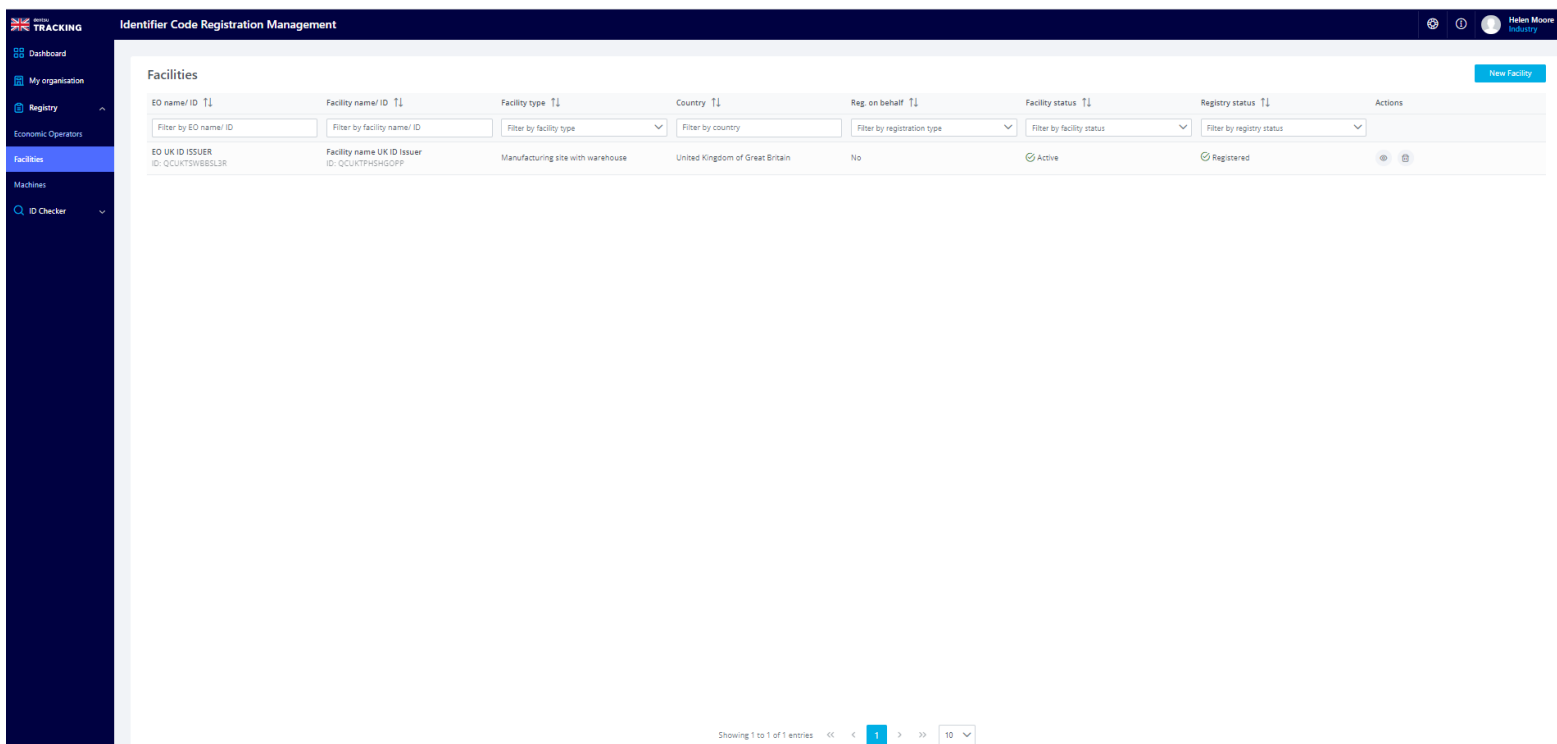 dentsu
TRACKING
Identifier Code Registration Management
Helen Moore
Industry
Dashboard
My organisation
Registry
Economic Operators
Facilities
Machines
ID Checker
Facilities
New Facility
EO name/ ID Facility name/ ID Facility type Country Reg. on behalf Facility status Registry status Actions
Filter by EO name/ ID Filter by facility name/ ID Filter by facility type Filter by country Filter by registration type Filter by facility status Filter by registry status
EO UK ID ISSUER Facility name UK ID Issuer Manufacturing site with warehouse United Kingdom of Great Britain No Active Registered
ID: QCUKTSWBBSL3R ID: QCUKTPHSHGOPP
Showing 1 to 1 of 1 entries << < 1 > >> 10